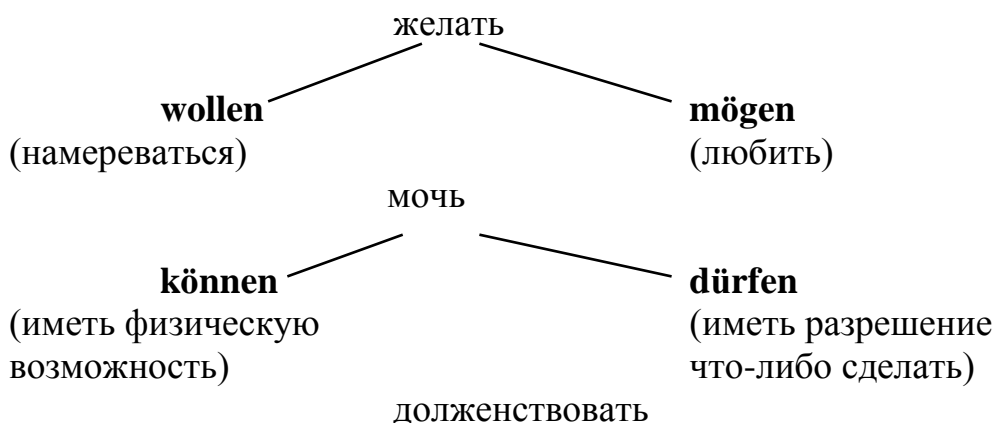 желать
wollen mögen
(намереваться) (любить)
мочь
können dürfen
(иметь физическую (иметь разрешение
возможность) что-либо сделать)
долженствовать